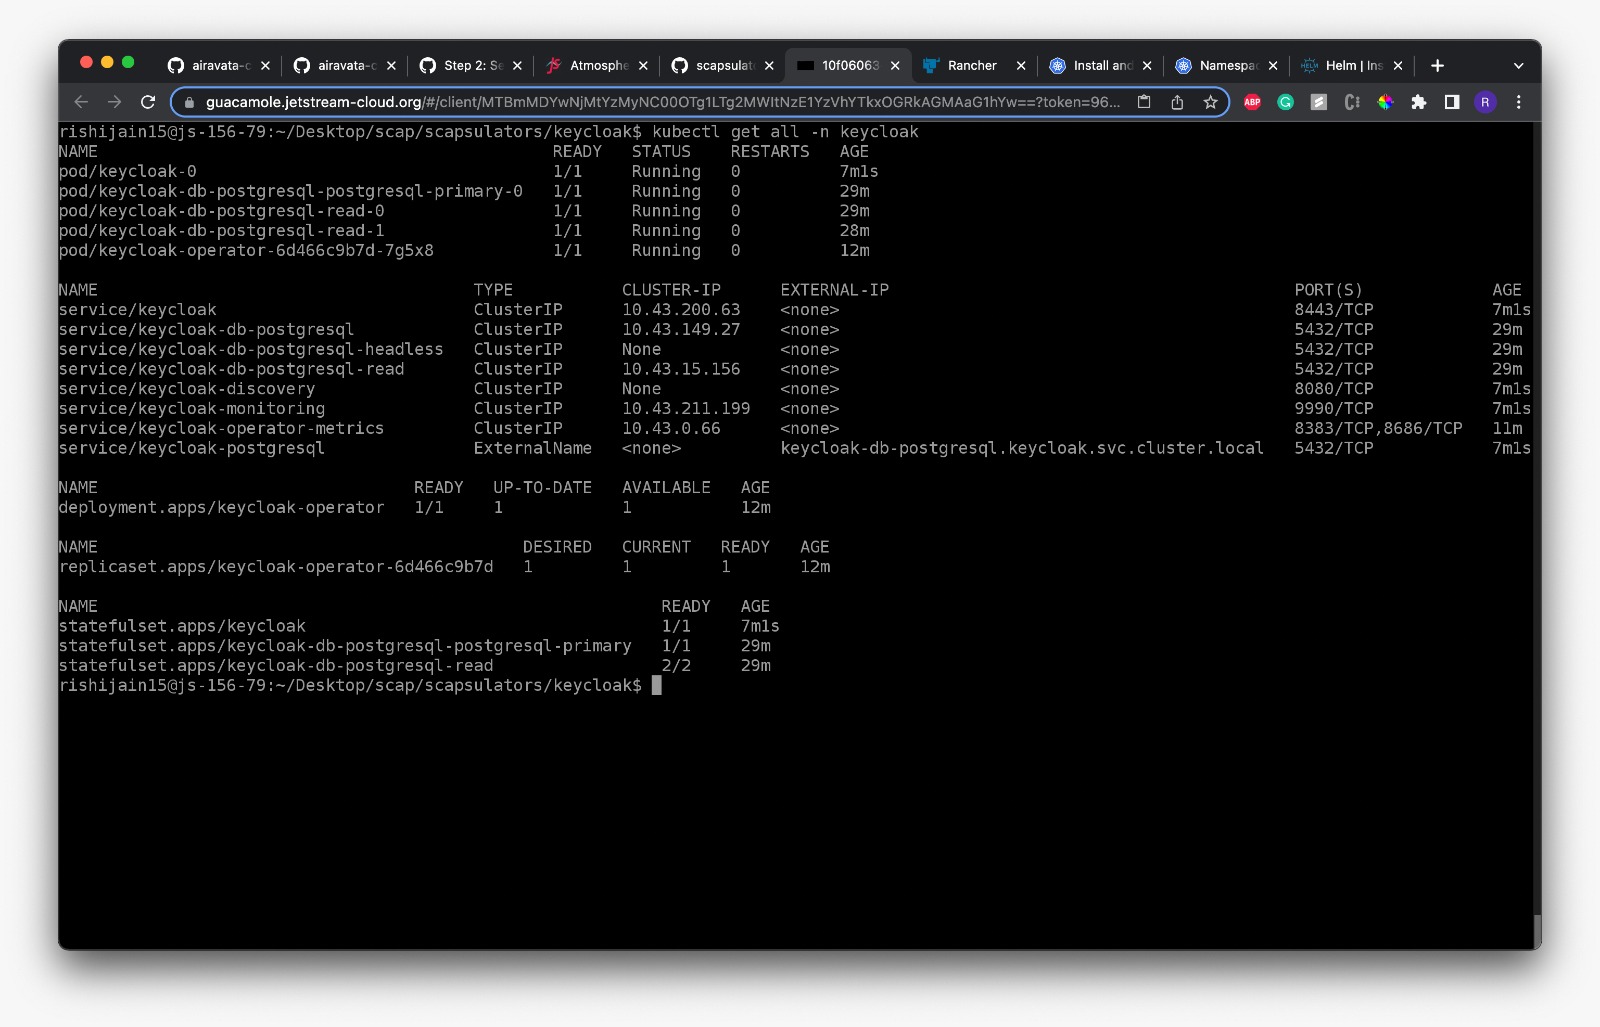 airavata-c
airavata-c
Step 2: Se
Atmosphe
scapsulat
10f06063
Rancher
Install and
Namespac
Helm | Ins
guacamole.jetstream-cloud.org/#/client/MTBmMDYwNjMtYzMyNC00OTg1LTg2MWItNzE1YzVhYTkxOGRkAGMAaG1hYw==?token=96...
ABP
R
rishijain15@js-156-79:~/Desktop/scap/scapsulators/keycloak$ kubectl get all -n keycloak
NAME READY STATUS RESTARTS AGE
pod/keycloak-0 1/1 Running 0 7m1s
pod/keycloak-db-postgresql-postgresql-primary-0 1/1 Running 0 29m
pod/keycloak-db-postgresql-read-0 1/1 Running 0 29m
pod/keycloak-db-postgresql-read-1 1/1 Running 0 28m
pod/keycloak-operator-6d466c9b7d-7g5x8 1/1 Running 0 12m
NAME TYPE CLUSTER-IP EXTERNAL-IP PORT(S) AGE
service/keycloak ClusterIP 10.43.200.63 <none> 8443/TCP 7m1s
service/keycloak-db-postgresql ClusterIP 10.43.149.27 <none> 5432/TCP 29m
service/keycloak-db-postgresql-headless ClusterIP None <none> 5432/TCP 29m
service/keycloak-db-postgresql-read ClusterIP 10.43.15.156 <none> 5432/TCP 29m
service/keycloak-discovery ClusterIP None <none> 8080/TCP 7m1s
service/keycloak-monitoring ClusterIP 10.43.211.199 <none> 9990/TCP 7m1s
service/keycloak-operator-metrics ClusterIP 10.43.0.66 <none> 8383/TCP,8686/TCP 11m
service/keycloak-postgresql ExternalName <none> keycloak-db-postgresql.keycloak.svc.cluster.local 5432/TCP 7m1s
NAME READY UP-TO-DATE AVAILABLE AGE
deployment.apps/keycloak-operator 1/1 1 1 12m
NAME DESIRED CURRENT READY AGE
replicaset.apps/keycloak-operator-6d466c9b7d 1 1 1 12m
NAME READY AGE
statefulset.apps/keycloak 1/1 7m1s
statefulset.apps/keycloak-db-postgresql-postgresql-primary 1/1 29m
statefulset.apps/keycloak-db-postgresql-read 2/2 29m
rishijain15@js-156-79:~/Desktop/scap/scapsulators/keycloak$